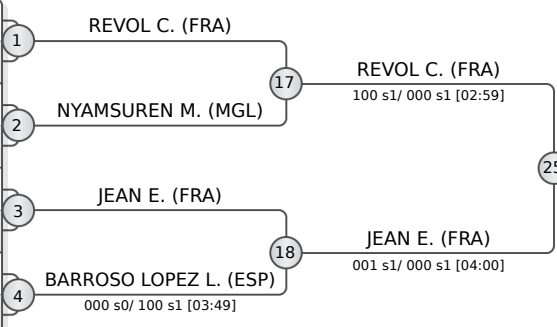 1
REVOL C. (FRA)
17
REVOL C. (FRA)
100 s1/ 000 s1 [02:59]
2
NYAMSUREN M. (MGL)
3
JEAN E. (FRA)
18
JEAN E. (FRA)
001 s1/ 000 s1 [04:00]
4
BARROSO LOPEZ L. (ESP)
000 s0/ 100 s1 [03:49]
25